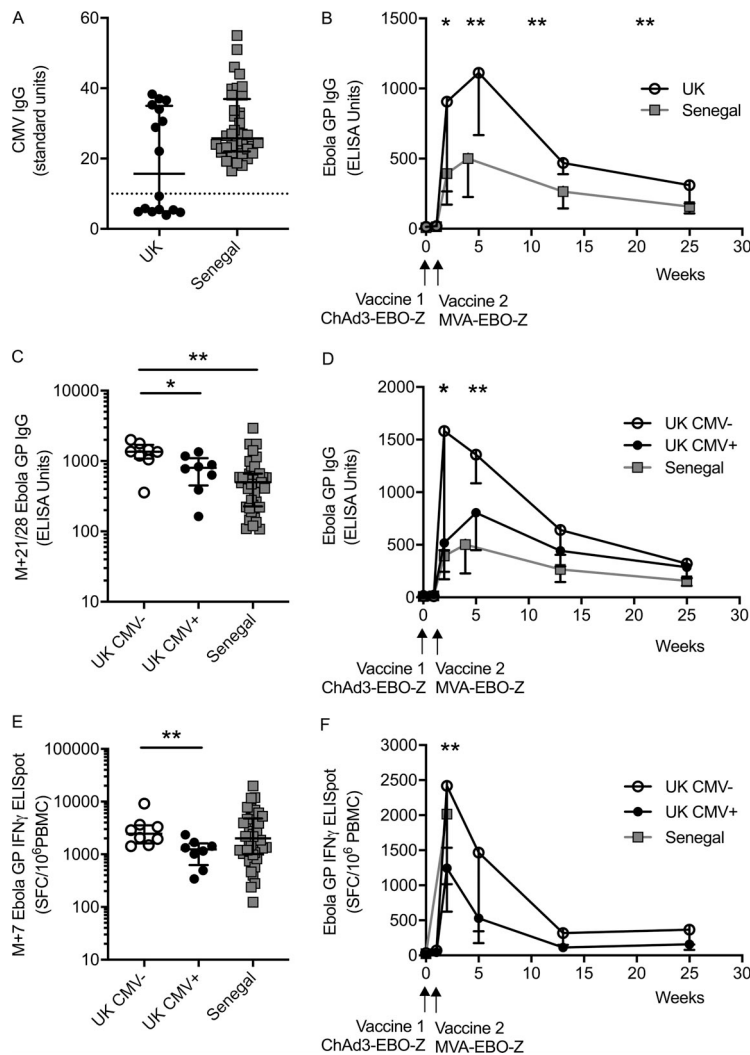 A
CMV IgG
(standard units)
60
40
20
0
UK
Senegal
B
Ebola GP IgG
(ELISA Units)
1500
1000
500
0
* ** ** **
UK
Senegal
0 5 10 15 20 25 30
Weeks
Vaccine 1
ChAd3-EBO-Z
Vaccine 2
MVA-EBO-Z
C
M+21/28 Ebola GP IgG
(ELISA Units)
10000
1000
100
10
**
*
UK CMV-
UK CMV+
Senegal
D
Ebola GP IgG
(ELISA Units)
2000
1500
1000
500
0
* **
UK CMV-
UK CMV+
Senegal
0 5 10 15 20 25 30
Weeks
Vaccine 1
ChAd3-EBO-Z
Vaccine 2
MVA-EBO-Z
E
M+7 Ebola GP IFNγ ELISpot
(SFC/10⁶PBMC)
100000
10000
1000
100
10
**
UK CMV-
UK CMV+
Senegal
F
Ebola GP IFNγ ELISpot
(SFC/10⁶ PBMC)
3000
2500
2000
1500
1000
500
0
**
UK CMV-
UK CMV+
Senegal
0 5 10 15 20 25 30
Weeks
Vaccine 1
ChAd3-EBO-Z
Vaccine 2
MVA-EBO-Z